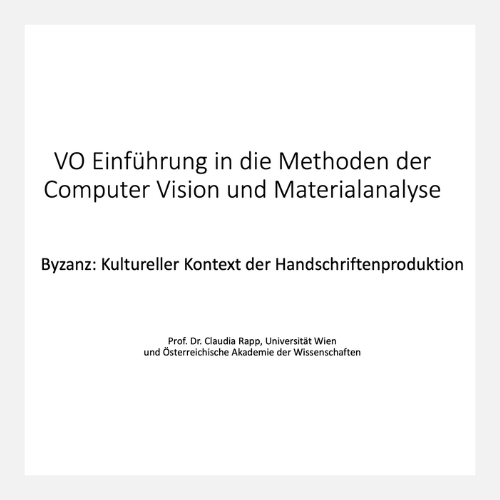 VO Einführung in die Methoden der
Computer Vision und Materialanalyse
Byzanz: Kultureller Kontext der Handschriftenproduktion
Prof. Dr. Claudia Rapp, Universität Wien
und Österreichische Akademie der Wissenschaften